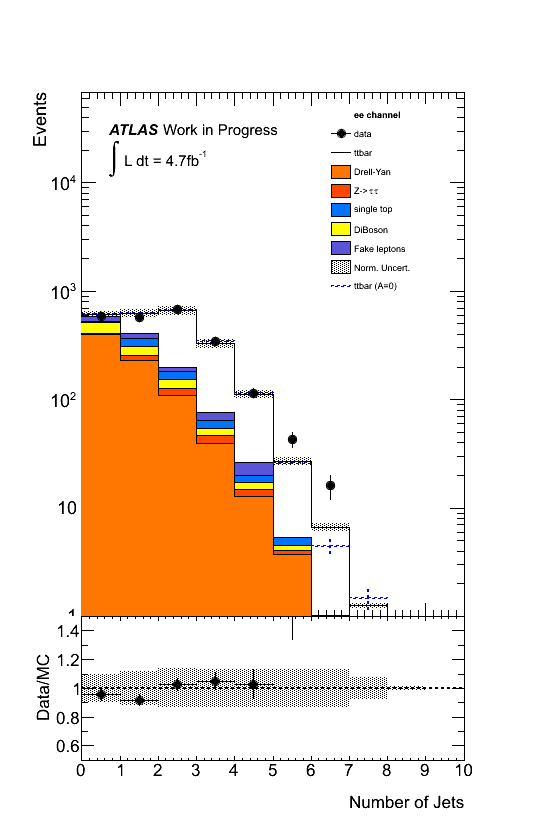 Events
ATLAS Work in Progress
∫ L dt = 4.7fb⁻¹
ee channel
data
ttbar
Drell-Yan
Z->ττ
single top
DiBoson
Fake leptons
Norm. Uncert.
ttbar (A=0)
10⁴
10³
10²
10
1
Data/MC
1.4
1.2
1
0.8
0.6
0 1 2 3 4 5 6 7 8 9 10
Number of Jets